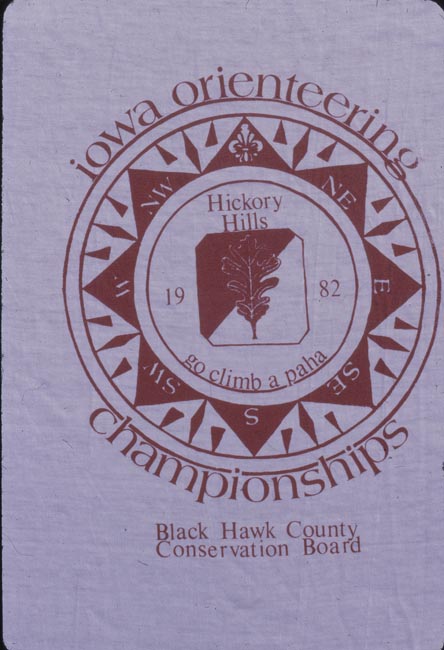 iowa orienteering
NW
NE
W
E
SW
SE
S
Hickory
Hills
19 82
go climb a paha
championships
Black Hawk County
Conservation Board